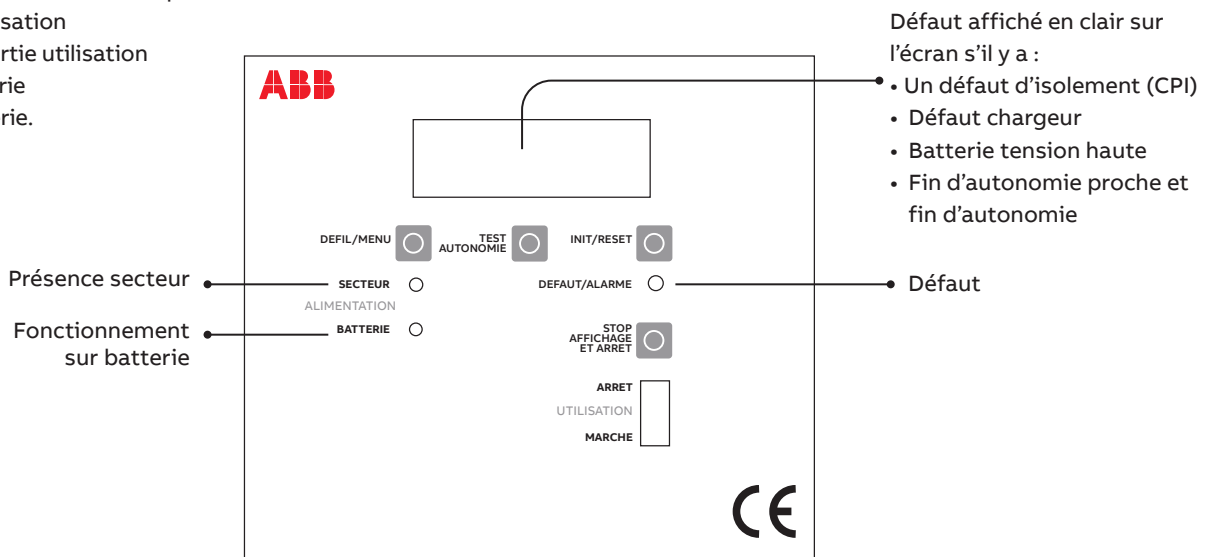 sation
rtie utilisation
rie
rie.
Défaut affiché en clair sur
l'écran s'il y a :
• Un défaut d'isolement (CPI)
• Défaut chargeur
• Batterie tension haute
• Fin d'autonomie proche et
fin d'autonomie
ABB
DEFIL/MENU
TEST
AUTONOMIE
INIT/RESET
Présence secteur
SECTEUR
DEFAUT/ALARME
Défaut
ALIMENTATION
Fonctionnement
sur batterie
BATTERIE
STOP
AFFICHAGE
ET ARRET
ARRET
UTILISATION
MARCHE
CE